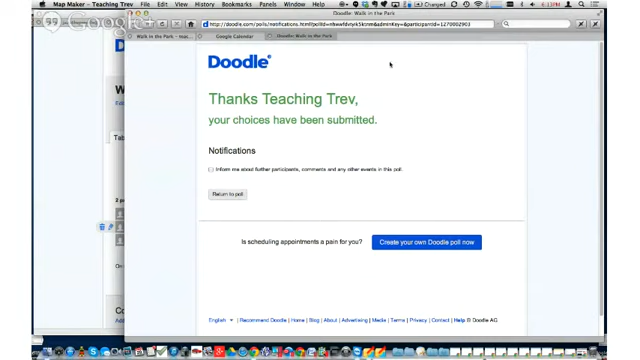 Map Maker – Teaching Trev File Edit View History Bookmarks Panels Window Help
Charged
6:13PM
Doodle: Walk in the Park
Walk in the Park - teac...
Google Calendar
Doodle: Walk in the Park
Doodle
Thanks Teaching Trev,
your choices have been submitted.
Notifications
Inform me about further participants, comments and any other events in this poll.
Return to poll
Is scheduling appointments a pain for you?
Create your own Doodle poll now
English | Recommend Doodle | Home | Blog | About | Advertising | Media | Terms | Privacy | Contact | Help | © Doodle AG